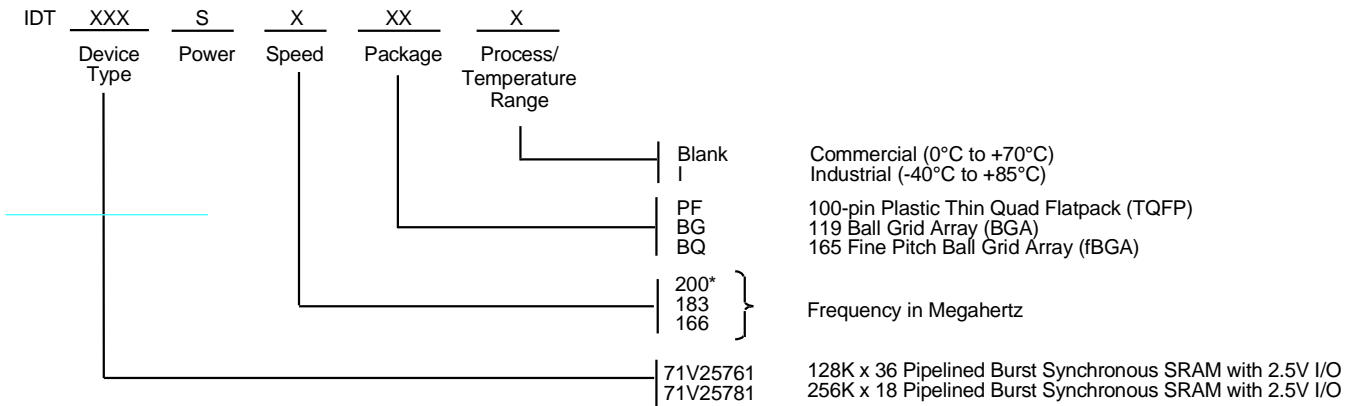 IDT XXX S X XX X
Device Type Power Speed Package Process/ Temperature Range
Blank Commercial (0°C to +70°C)
I Industrial (-40°C to +85°C)
PF 100-pin Plastic Thin Quad Flatpack (TQFP)
BG 119 Ball Grid Array (BGA)
BQ 165 Fine Pitch Ball Grid Array (fBGA)
200*
183 Frequency in Megahertz
166
71V25761 128K x 36 Pipelined Burst Synchronous SRAM with 2.5V I/O
71V25781 256K x 18 Pipelined Burst Synchronous SRAM with 2.5V I/O